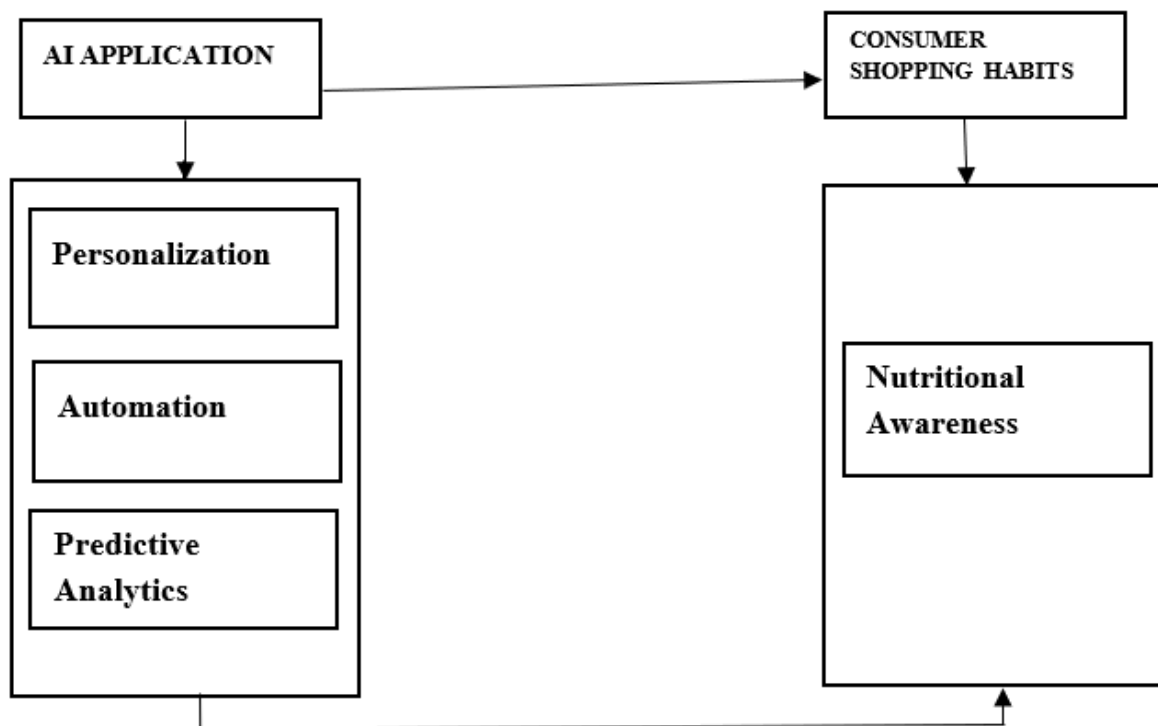 AI APPLICATION
CONSUMER
SHOPPING HABITS
Personalization
Automation
Predictive
Analytics
Nutritional
Awareness